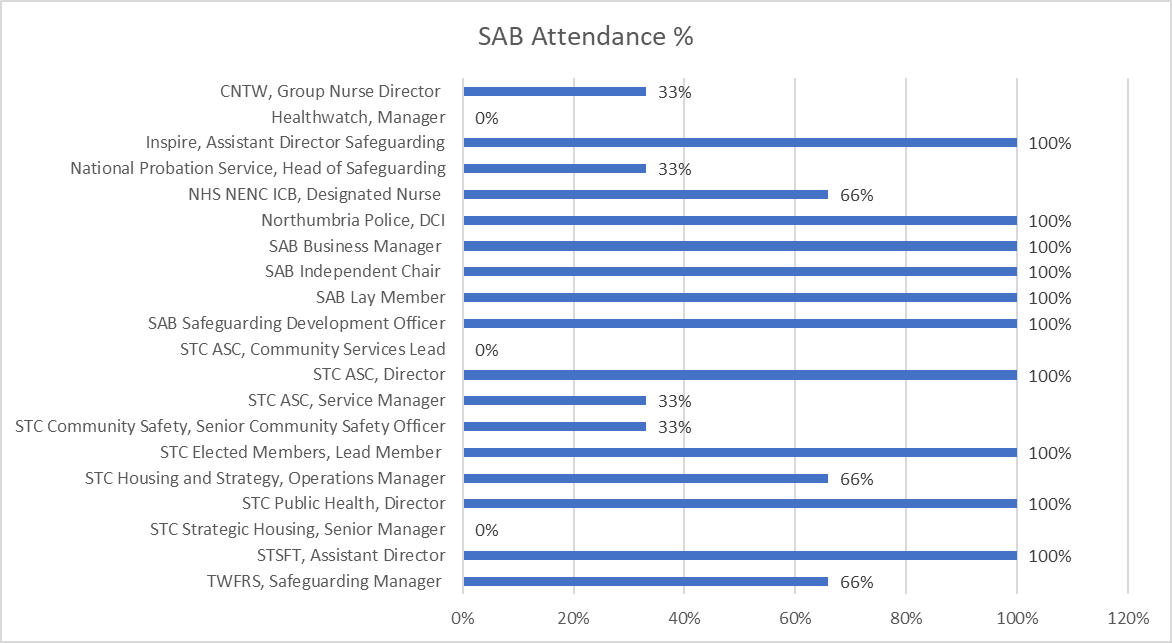 SAB Attendance %
CNTW, Group Nurse Director 33%
Healthwatch, Manager 0%
Inspire, Assistant Director Safeguarding 100%
National Probation Service, Head of Safeguarding 33%
NHS NENC ICB, Designated Nurse 66%
Northumbria Police, DCI 100%
SAB Business Manager 100%
SAB Independent Chair 100%
SAB Lay Member 100%
SAB Safeguarding Development Officer 100%
STC ASC, Community Services Lead 0%
STC ASC, Director 100%
STC ASC, Service Manager 33%
STC Community Safety, Senior Community Safety Officer 33%
STC Elected Members, Lead Member 100%
STC Housing and Strategy, Operations Manager 66%
STC Public Health, Director 100%
STC Strategic Housing, Senior Manager 0%
STSFT, Assistant Director 100%
TWFRS, Safeguarding Manager 66%
0% 20% 40% 60% 80% 100% 120%